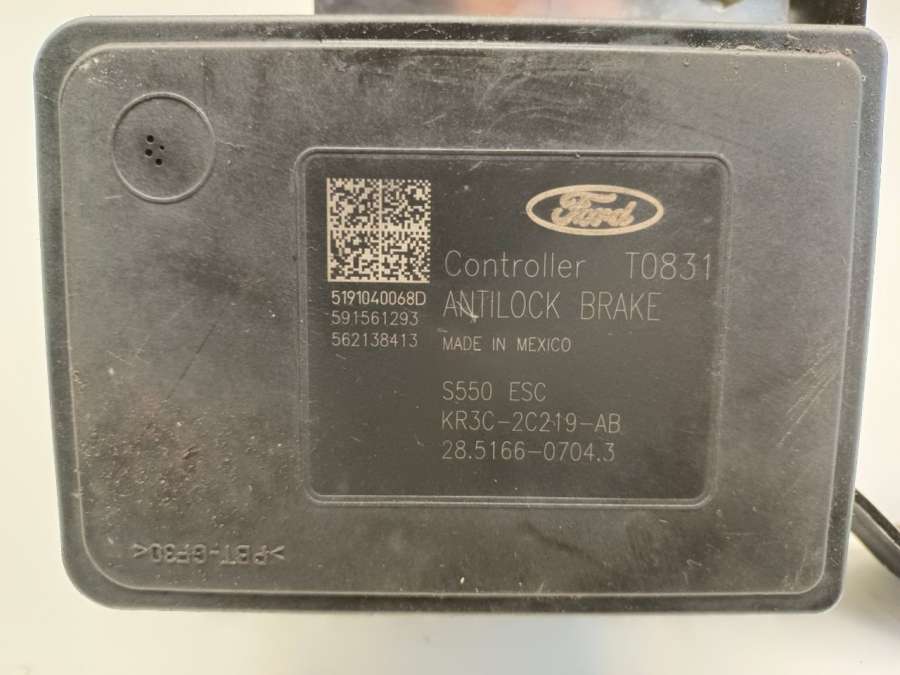 Ford
Controller T0831
5191040068D
ANTILOCK BRAKE
591561293
562138413
MADE IN MEXICO
S550 ESC
KR3C-2C219-AB
28.5166-0704.3
>PBT-GF30<